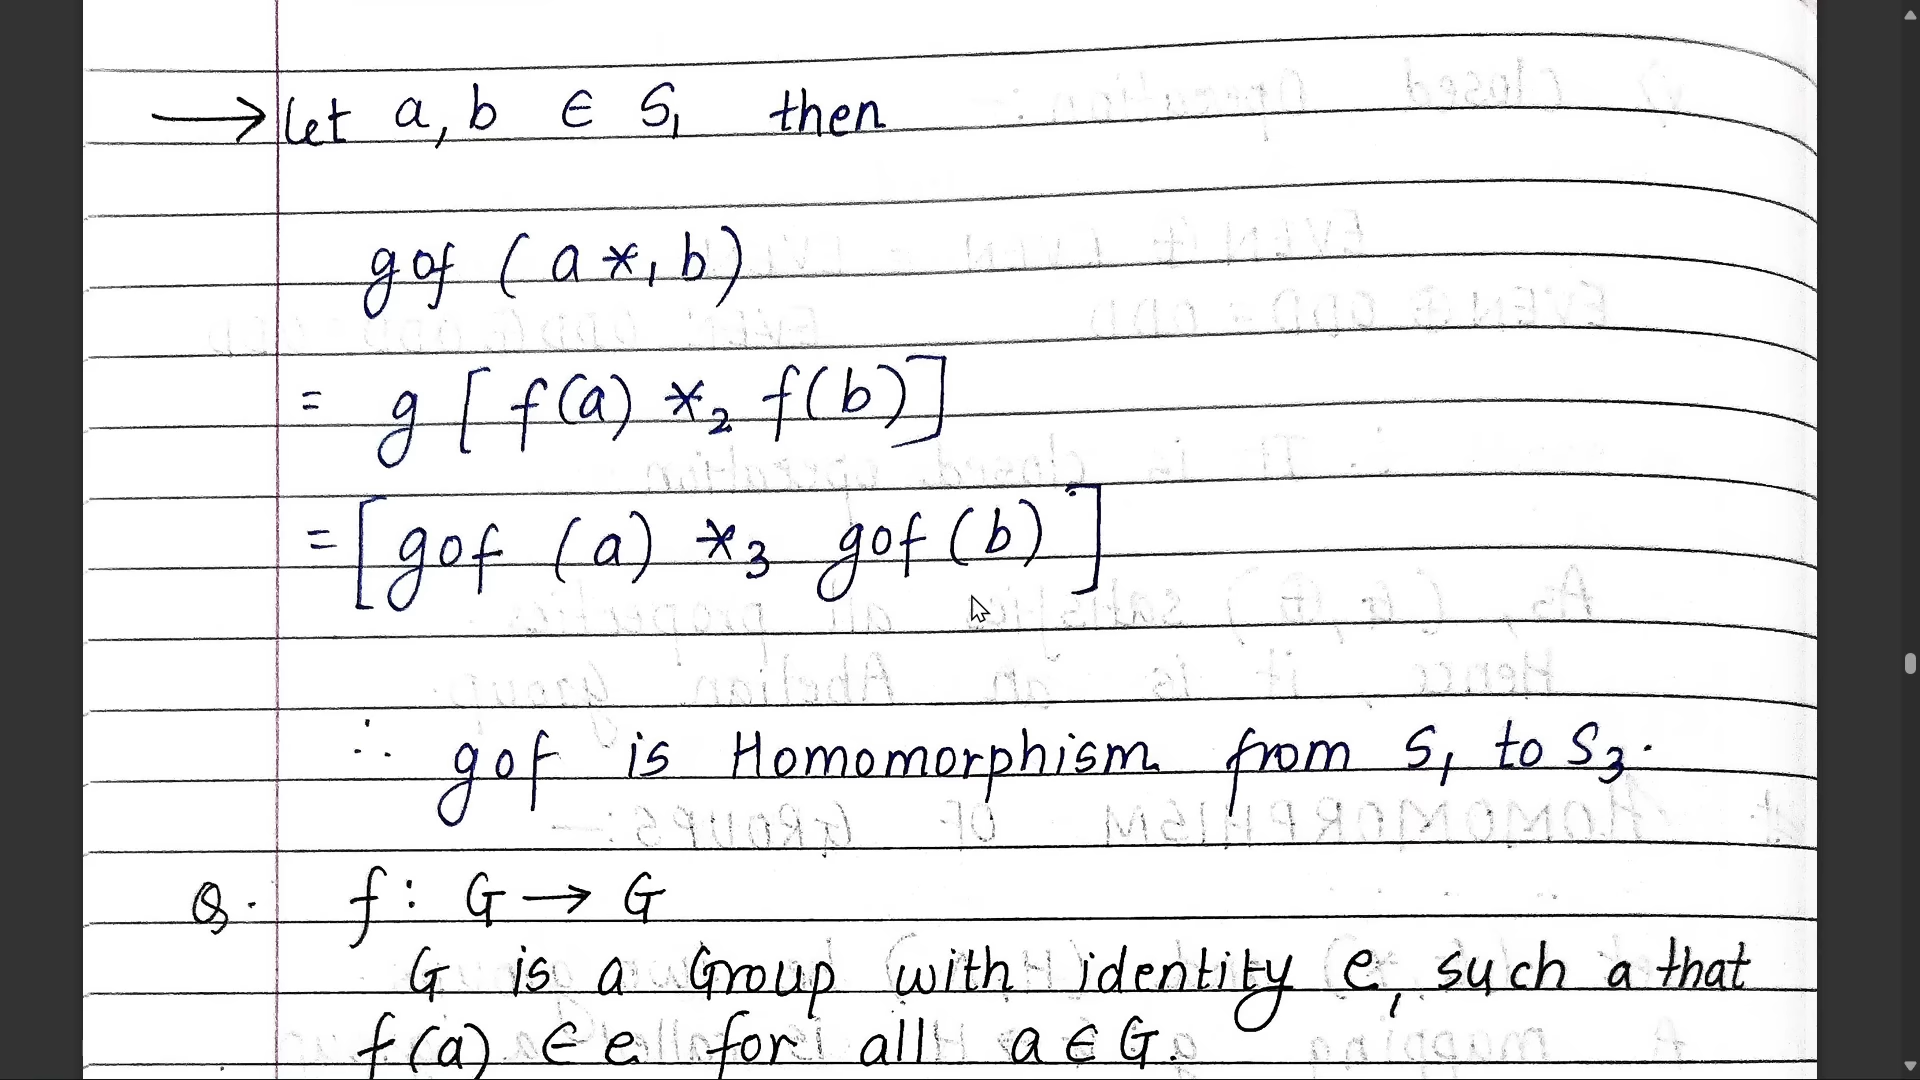 → Let a, b ∈ S₁ then
gof (a *₁ b)
= g [ f(a) *₂ f(b) ]
= [ gof (a) *₃ gof (b) ]
∴ gof is Homomorphism from S₁ to S₃.
Q. f : G → G
G is a Group with identity e, such a that
f(a) ∈ e for all a ∈ G.